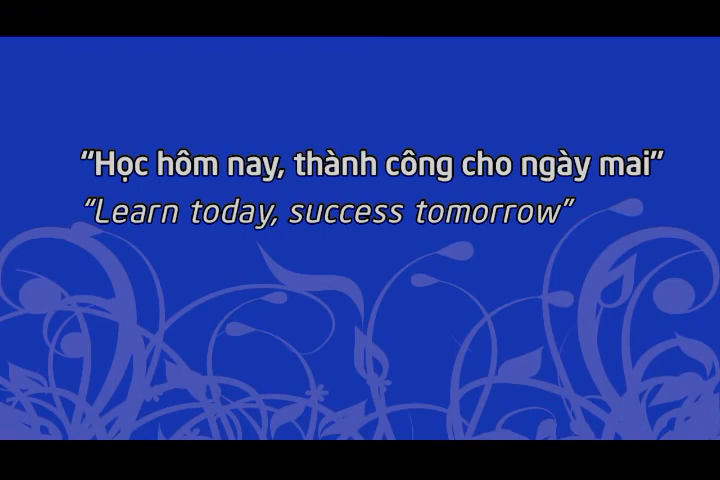 “Học hôm nay, thành công cho ngày mai”
“Learn today, success tomorrow”